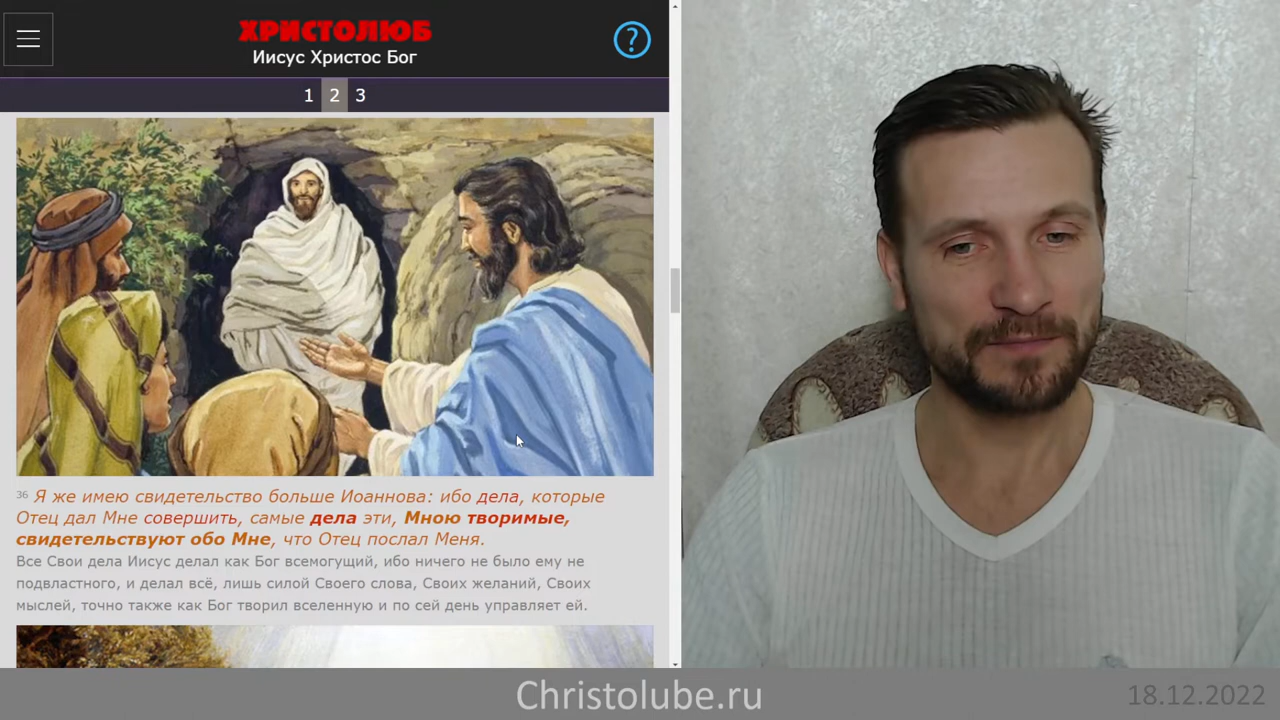 ХРИСТОЛЮБ
Иисус Христос Бог
?
1 2 3
36 Я же имею свидетельство больше Иоаннова: ибо дела, которые
Отец дал Мне совершить, самые дела эти, Мною творимые,
свидетельствуют обо Мне, что Отец послал Меня.
Все Свои дела Иисус делал как Бог всемогущий, ибо ничего не было ему не
подвластного, и делал всё, лишь силой Своего слова, Своих желаний, Своих
мыслей, точно также как Бог творил вселенную и по сей день управляет ей.
Christolube.ru
18.12.2022